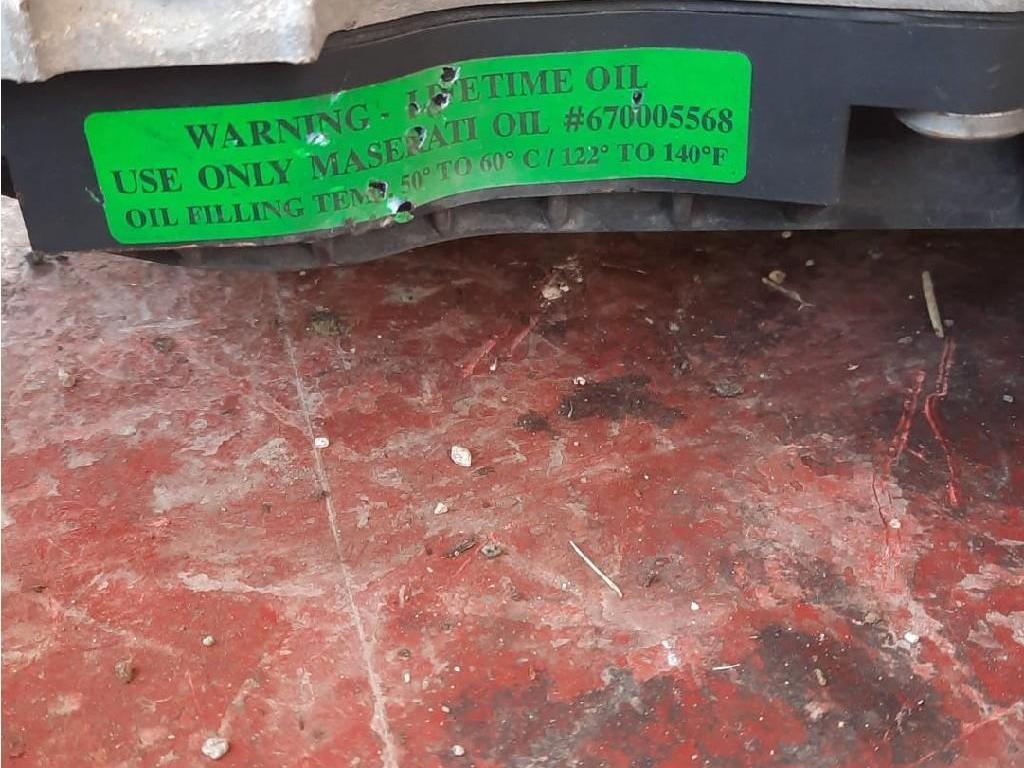 WARNING - LIFETIME OIL
USE ONLY MASERATI OIL #670005568
OIL FILLING TEMP. 50° TO 60° C / 122° TO 140°F